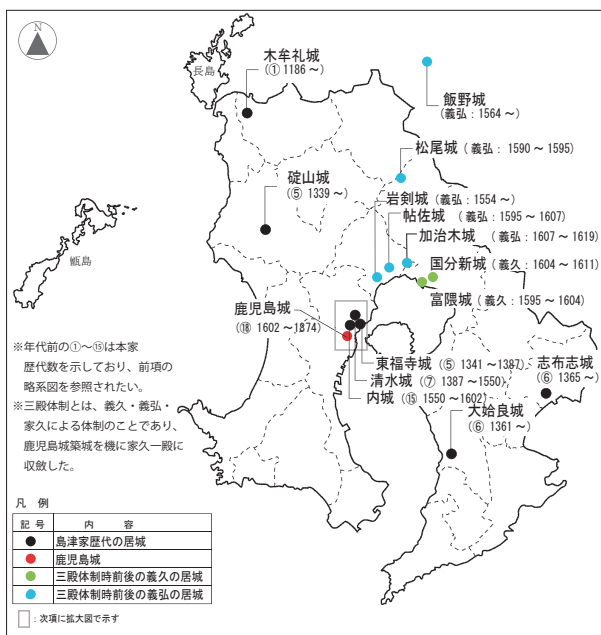 木牟礼城
(① 1186 ～)
長島
飯野城
(義弘：1564 ～)
松尾城 (義弘：1590 ～ 1595)
碇山城
(⑤ 1339 ～)
岩剣城 (義弘：1554 ～)
帖佐城 (義弘：1595 ～ 1607)
加治木城 (義弘：1607 ～ 1619)
国分新城 (義久：1604 ～ 1611)
富隈城 (義久：1595 ～ 1604)
甑島
鹿児島城
(⑱ 1602 ～ 1874)
東福寺城 (⑤ 1341 ～ 1387)
清水城 (⑦ 1387 ～ 1550)
内城 (⑮ 1550 ～ 1602)
志布志城
(⑥ 1365 ～)
大姶良城
(⑥ 1361 ～)
※年代前の①～⑮は本家
歴代数を示しており、前項の
略系図を参照されたい。
※三殿体制とは、義久・義弘・
家久による体制のことであり、
鹿児島城築城を機に家久一殿に
収斂した。
凡 例
記 号 内 容
島津家歴代の居城
鹿児島城
三殿体制時前後の義久の居城
三殿体制時前後の義弘の居城
：次項に拡大図で示す